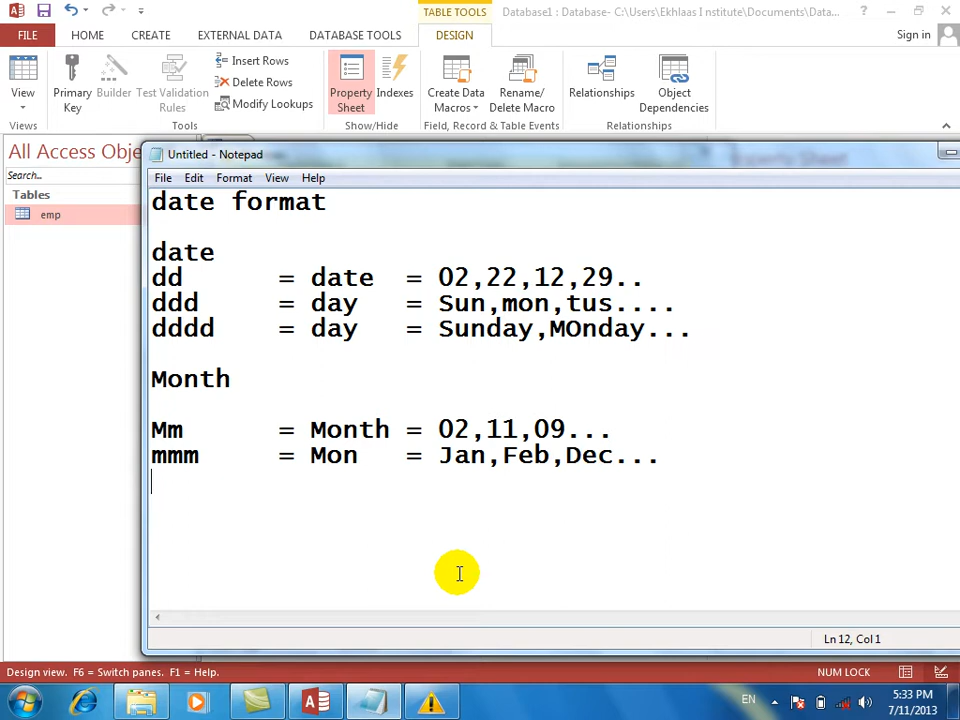 TABLE TOOLS
Database1 : Database- C:\Users\Ekhlaas I nstitute\Documents\Data...
FILE HOME CREATE EXTERNAL DATA DATABASE TOOLS DESIGN Sign in
View
Primary Key
Builder
Test Validation Rules
Insert Rows
Delete Rows
Modify Lookups
Property Sheet
Indexes
Create Data Macros
Rename/ Delete Macro
Relationships
Object Dependencies
Views Tools Show/Hide Field, Record & Table Events Relationships
All Access Obje
Search...
Tables
emp
Untitled - Notepad
File Edit Format View Help
date format
date
dd = date = 02,22,12,29..
ddd = day = Sun,mon,tus....
dddd = day = Sunday,MOnday...
Month
Mm = Month = 02,11,09...
mmm = Mon = Jan,Feb,Dec...
Ln 12, Col 1
Design view. F6 = Switch panes. F1 = Help. NUM LOCK
EN
5:33 PM
7/11/2013